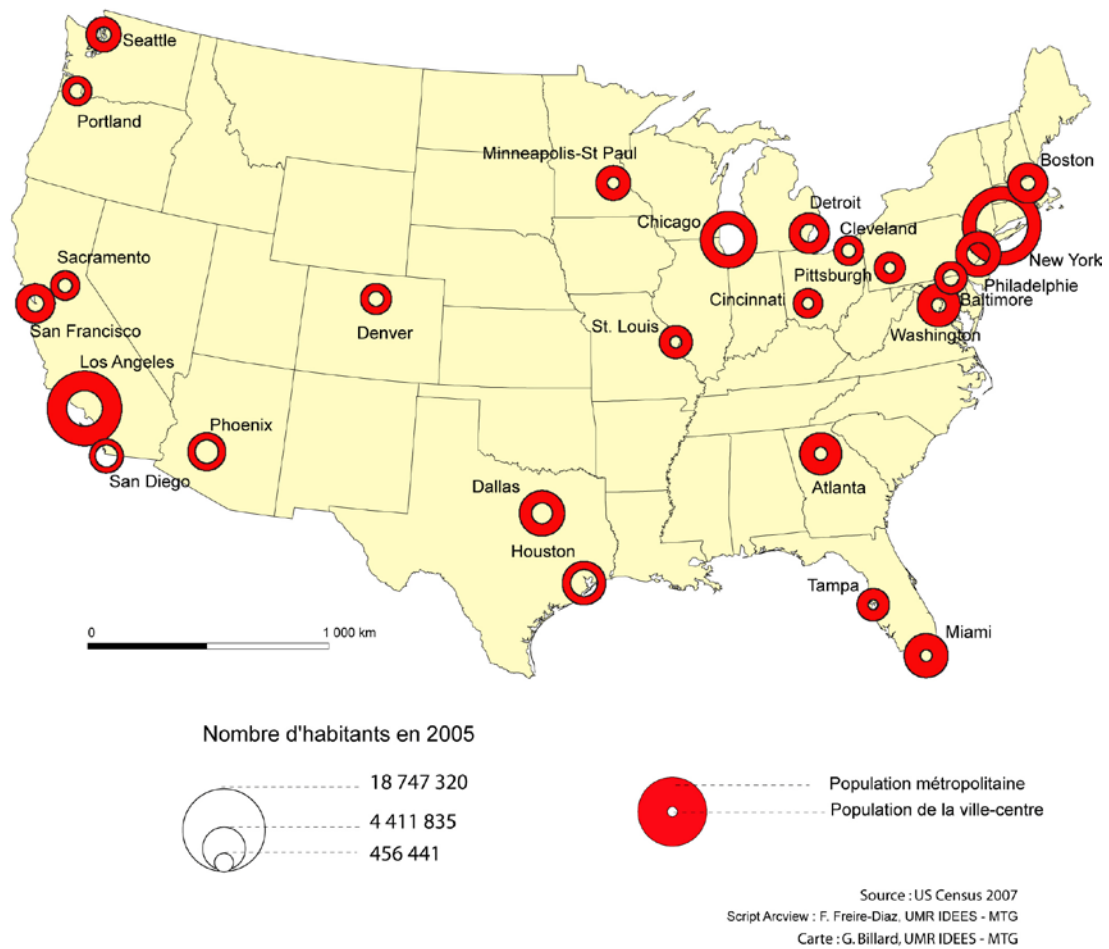 Seattle
Portland
Minneapolis-St Paul
Boston
Detroit
Chicago
Cleveland
New York
Sacramento
Pittsburgh
Philadelphie
Cincinnati
Baltimore
San Francisco
Denver
St. Louis
Washington
Los Angeles
Phoenix
San Diego
Dallas
Atlanta
Houston
Tampa
Miami
0 1 000 km
Nombre d'habitants en 2005
18 747 320
4 411 835
456 441
Population métropolitaine
Population de la ville-centre
Source : US Census 2007
Script Arcview : F. Freire-Diaz, UMR IDEES - MTG
Carte : G. Billard, UMR IDEES - MTG